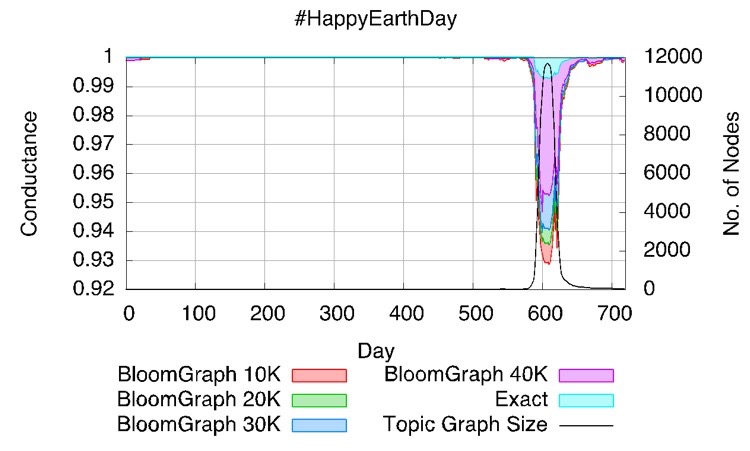 #HappyEarthDay
1 12000
0.99
0.98 10000
0.97 8000
0.96 6000
0.95
0.94 4000
0.93 2000
0.92 0
Conductance
No. of Nodes
0 100 200 300 400 500 600 700
Day
BloomGraph 10K BloomGraph 40K
BloomGraph 20K Exact
BloomGraph 30K Topic Graph Size